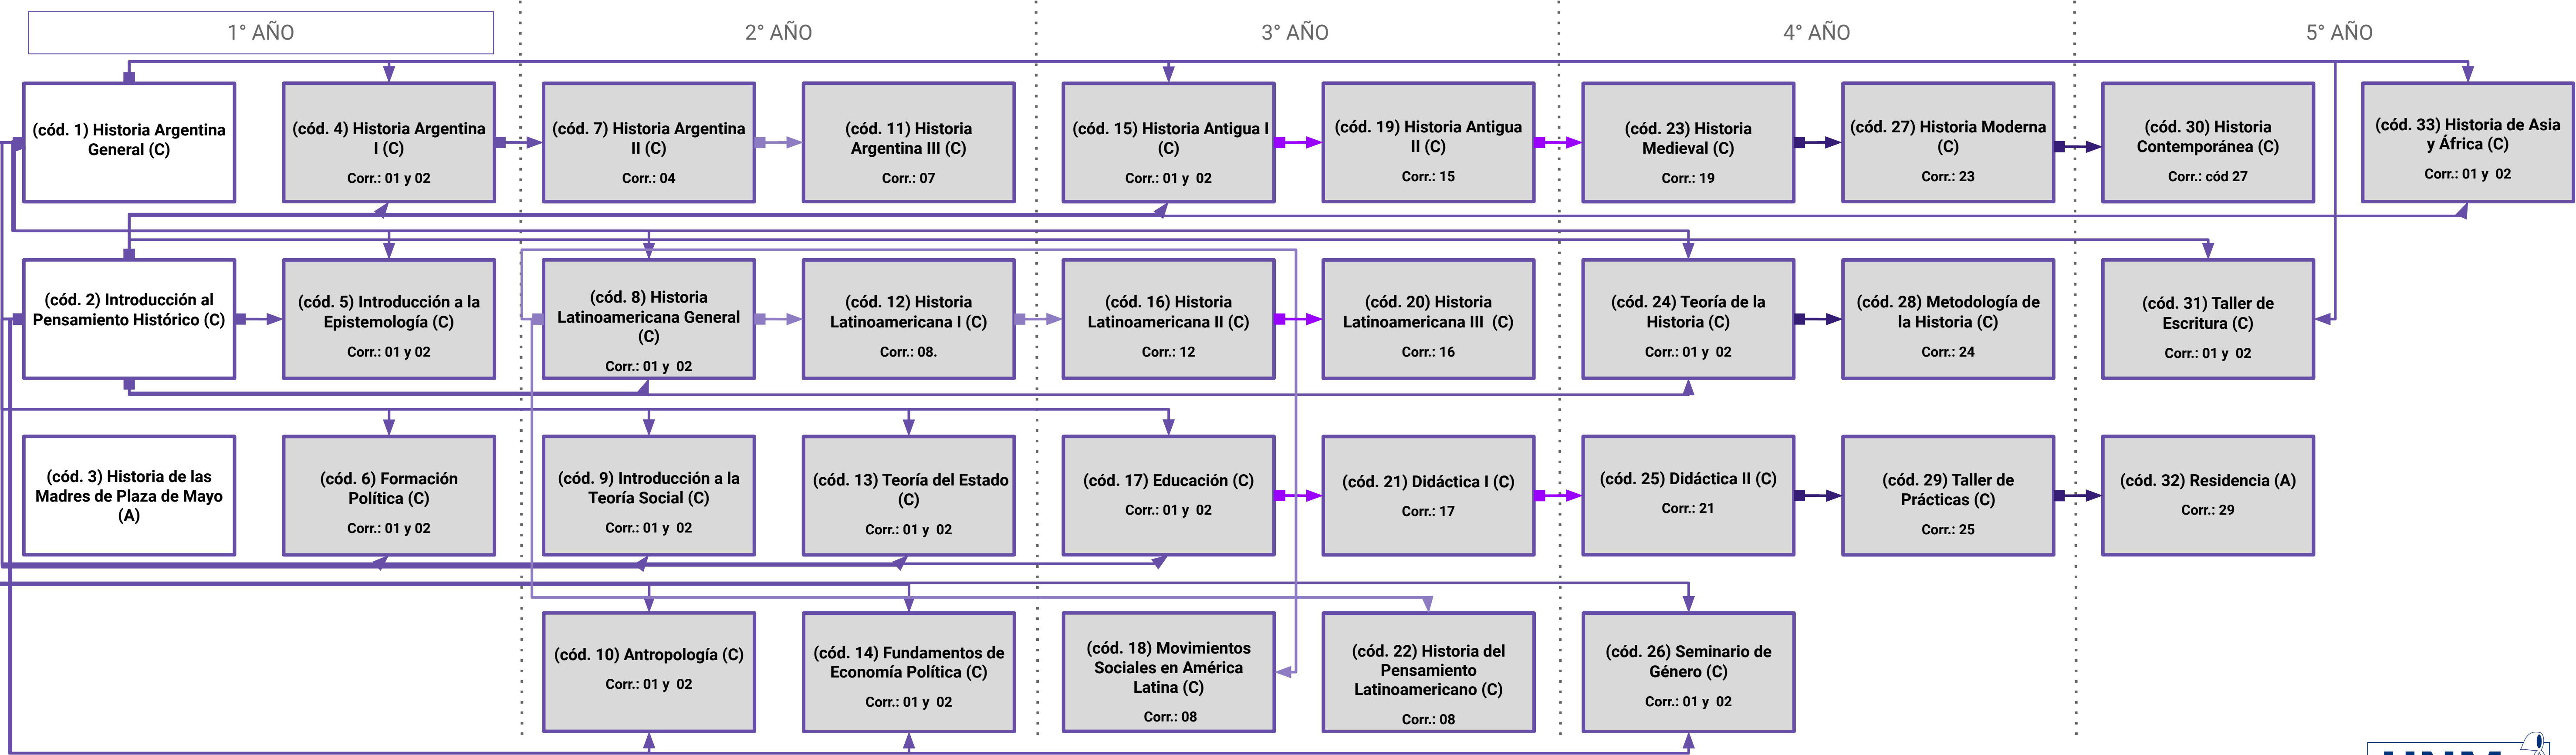 1° AÑO
2° AÑO
3° AÑO
4° AÑO
5° AÑO
(cód. 1) Historia Argentina
General (C)
(cód. 4) Historia Argentina
I (C)
Corr.: 01 y 02
(cód. 7) Historia Argentina
II (C)
Corr.: 04
(cód. 11) Historia
Argentina III (C)
Corr.: 07
(cód. 15) Historia Antigua I
(C)
Corr.: 01 y 02
(cód. 19) Historia Antigua
II (C)
Corr.: 15
(cód. 23) Historia
Medieval (C)
Corr.: 19
(cód. 27) Historia Moderna
(C)
Corr.: 23
(cód. 30) Historia
Contemporánea (C)
Corr.: cód 27
(cód. 33) Historia de Asia
y África (C)
Corr.: 01 y 02
(cód. 2) Introducción al
Pensamiento Histórico (C)
(cód. 5) Introducción a la
Epistemología (C)
Corr.: 01 y 02
(cód. 8) Historia
Latinoamericana General
(C)
Corr.: 01 y 02
(cód. 12) Historia
Latinoamericana I (C)
Corr.: 08.
(cód. 16) Historia
Latinoamericana II (C)
Corr.: 12
(cód. 20) Historia
Latinoamericana III (C)
Corr.: 16
(cód. 24) Teoría de la
Historia (C)
Corr.: 01 y 02
(cód. 28) Metodología de
la Historia (C)
Corr.: 24
(cód. 31) Taller de
Escritura (C)
Corr.: 01 y 02
(cód. 3) Historia de las
Madres de Plaza de Mayo
(A)
(cód. 6) Formación
Política (C)
Corr.: 01 y 02
(cód. 9) Introducción a la
Teoría Social (C)
Corr.: 01 y 02
(cód. 13) Teoría del Estado
(C)
Corr.: 01 y 02
(cód. 17) Educación (C)
Corr.: 01 y 02
(cód. 21) Didáctica I (C)
Corr.: 17
(cód. 25) Didáctica II (C)
Corr.: 21
(cód. 29) Taller de
Prácticas (C)
Corr.: 25
(cód. 32) Residencia (A)
Corr.: 29
(cód. 10) Antropología (C)
Corr.: 01 y 02
(cód. 14) Fundamentos de
Economía Política (C)
Corr.: 01 y 02
(cód. 18) Movimientos
Sociales en América
Latina (C)
Corr.: 08
(cód. 22) Historia del
Pensamiento
Latinoamericano (C)
Corr.: 08
(cód. 26) Seminario de
Género (C)
Corr.: 01 y 02